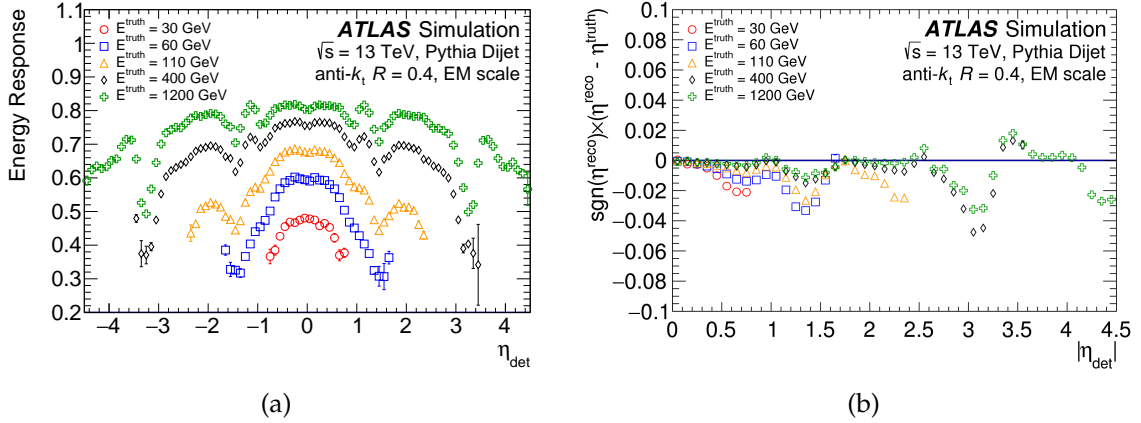 ATLAS Simulation
√s = 13 TeV, Pythia Dijet
anti-kt R = 0.4, EM scale
E^truth = 30 GeV
E^truth = 60 GeV
E^truth = 110 GeV
E^truth = 400 GeV
E^truth = 1200 GeV
Energy Response
1.1
1
0.9
0.8
0.7
0.6
0.5
0.4
0.3
0.2
−4 −3 −2 −1 0 1 2 3 4
η_det
(a)
ATLAS Simulation
√s = 13 TeV, Pythia Dijet
anti-kt R = 0.4, EM scale
E^truth = 30 GeV
E^truth = 60 GeV
E^truth = 110 GeV
E^truth = 400 GeV
E^truth = 1200 GeV
sgn(η^reco)×(η^reco - η^truth)
0.1
0.08
0.06
0.04
0.02
0
−0.02
−0.04
−0.06
−0.08
−0.1
0 0.5 1 1.5 2 2.5 3 3.5 4 4.5
|η_det|
(b)